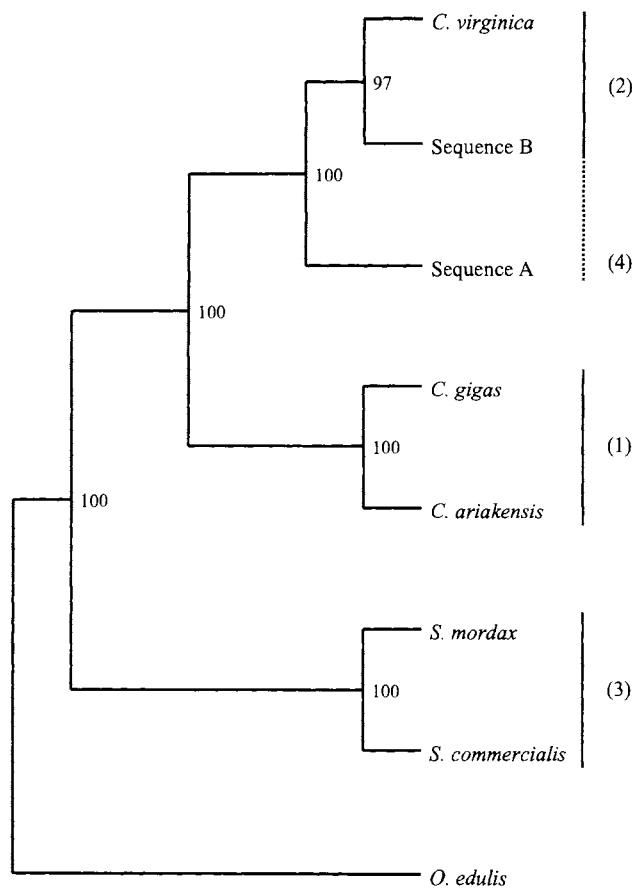 C. virginica
97
(2)
Sequence B
100
Sequence A
(4)
100
C. gigas
100
(1)
C. ariakensis
100
S. mordax
100
(3)
S. commercialis
O. edulis